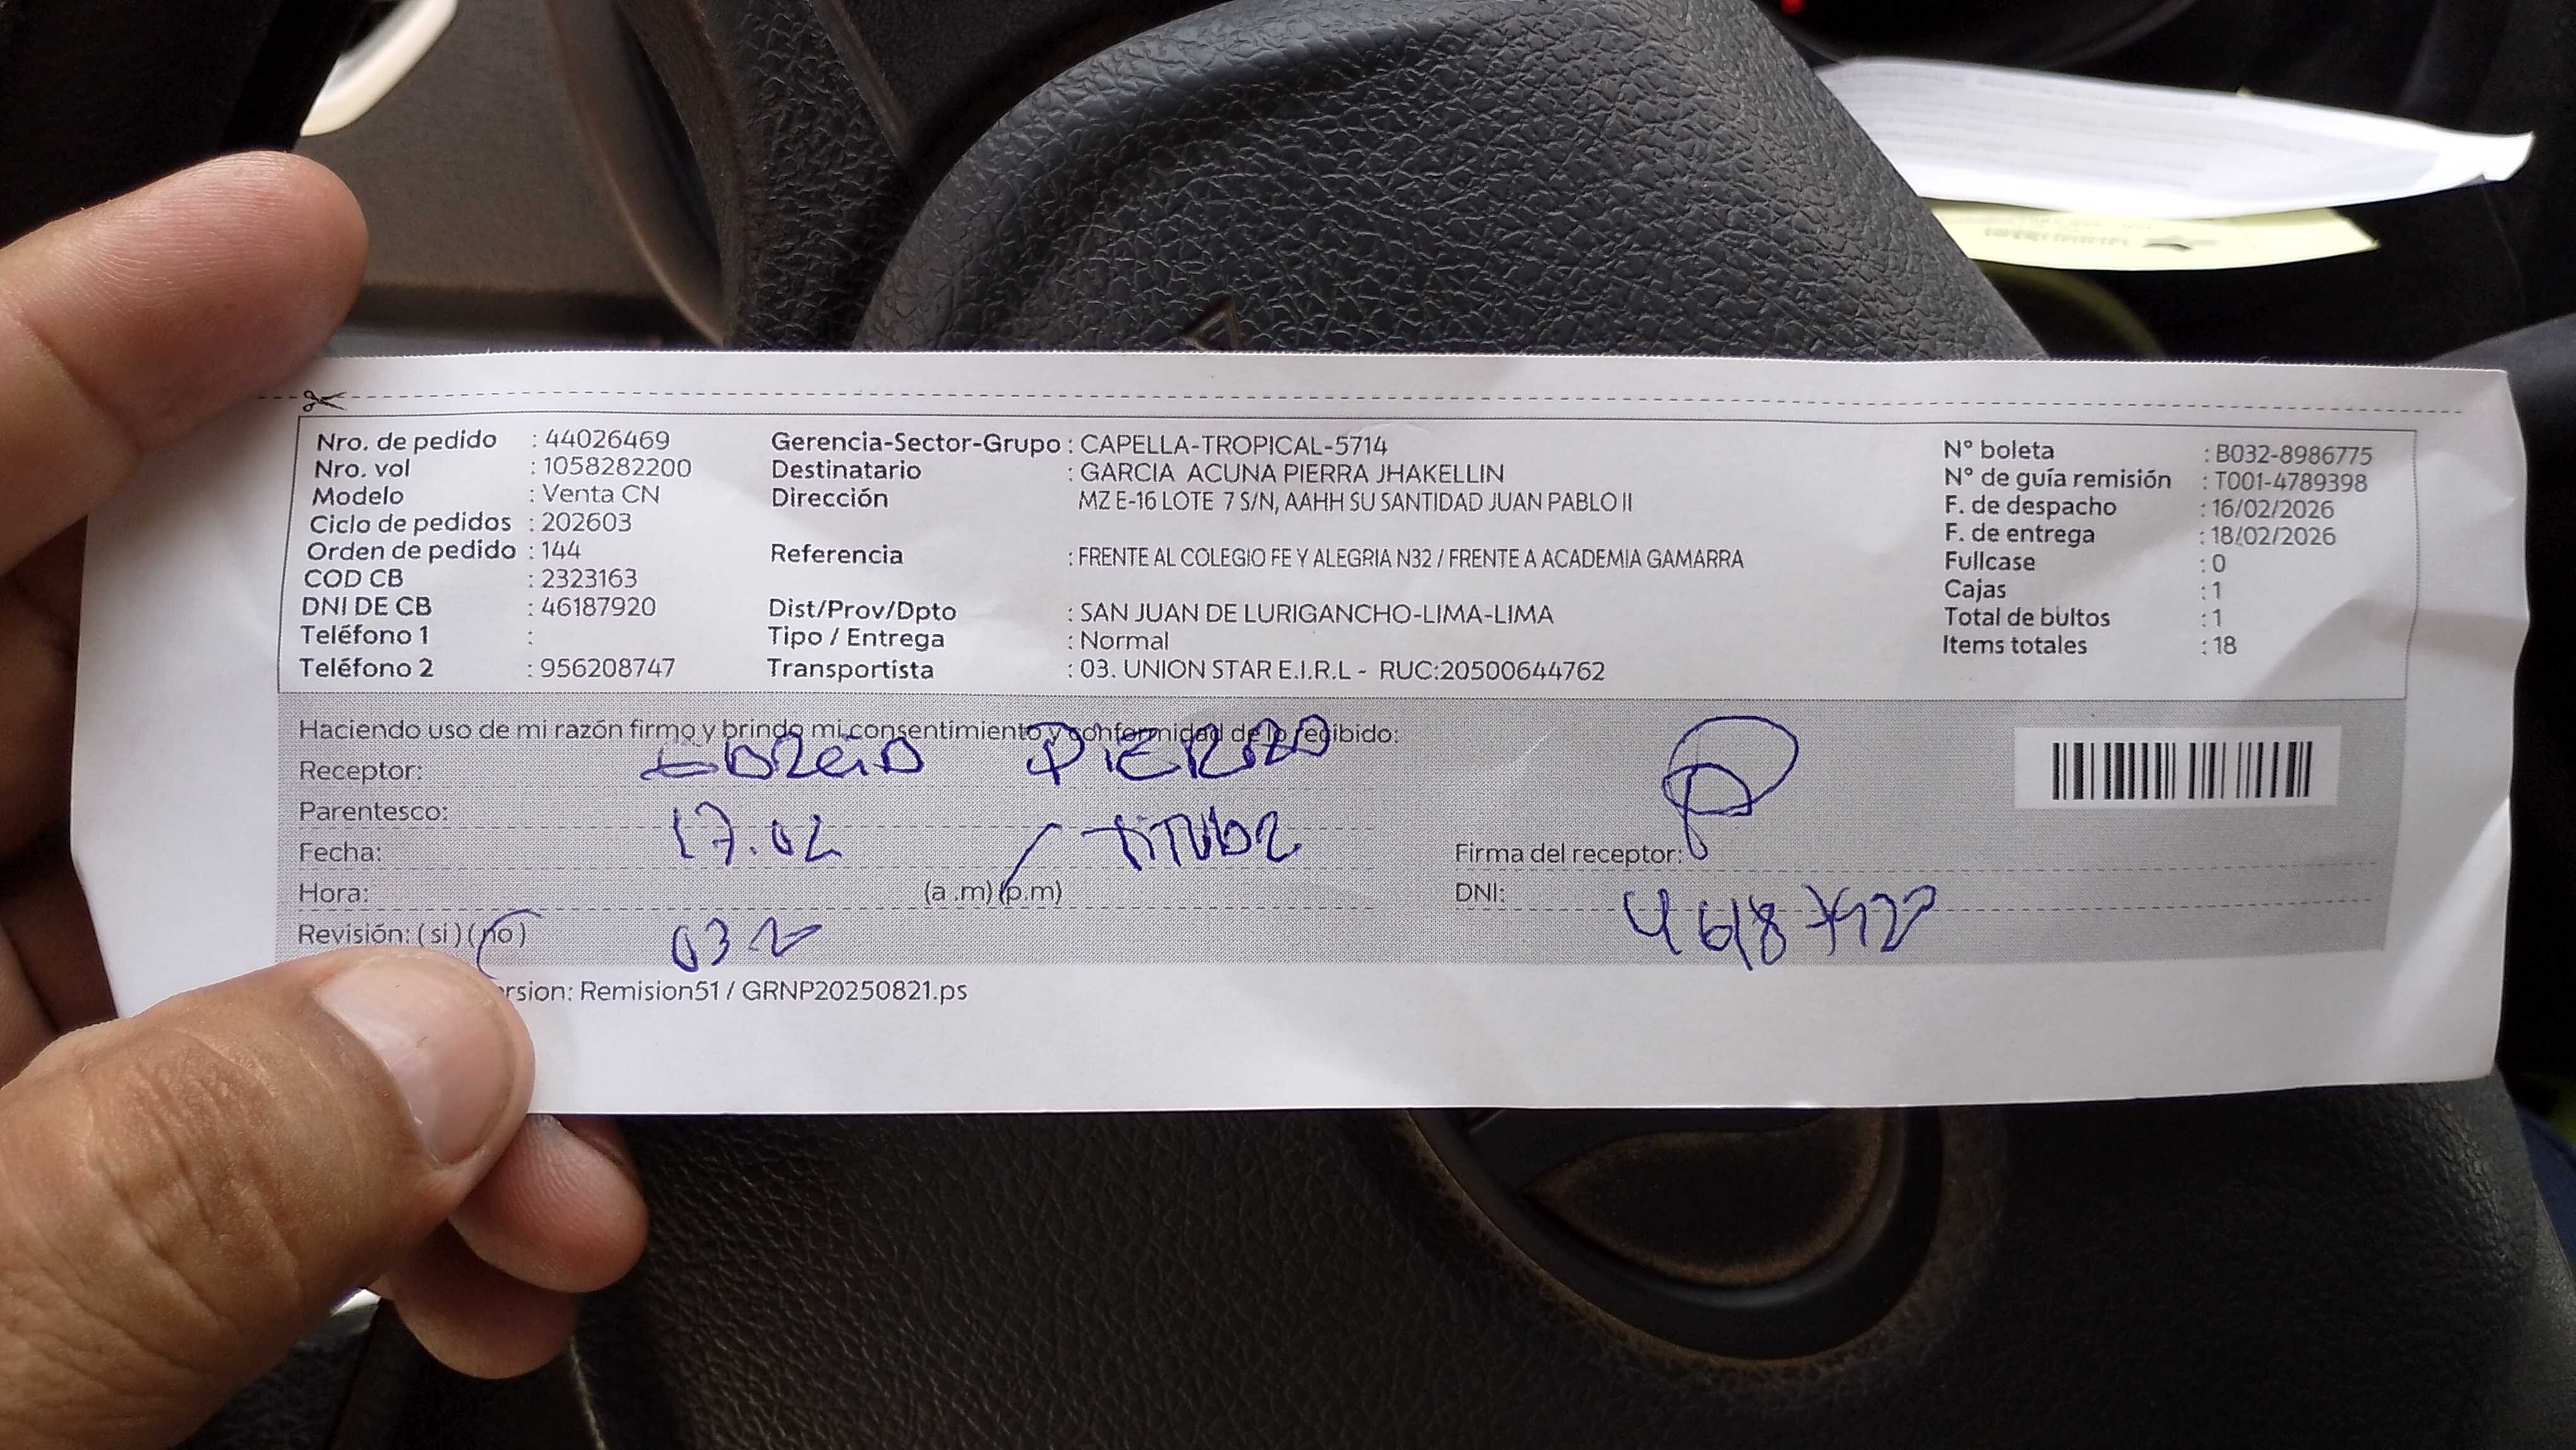 Nro. de pedido : 44026469
Nro. vol : 1058282200
Modelo : Venta CN
Ciclo de pedidos : 202603
Orden de pedido : 144
COD CB : 2323163
DNI DE CB : 46187920
Teléfono 1 :
Teléfono 2 : 956208747
Gerencia-Sector-Grupo : CAPELLA-TROPICAL-5714
Destinatario : GARCIA ACUNA PIERRA JHAKELLIN
Dirección MZ E-16 LOTE 7 S/N, AAHH SU SANTIDAD JUAN PABLO II
Referencia : FRENTE AL COLEGIO FE Y ALEGRIA N32 / FRENTE A ACADEMIA GAMARRA
Dist/Prov/Dpto : SAN JUAN DE LURIGANCHO-LIMA-LIMA
Tipo / Entrega : Normal
Transportista : 03. UNION STAR E.I.R.L - RUC:20500644762
N° boleta : B032-8986775
N° de guía remisión : T001-4789398
F. de despacho : 16/02/2026
F. de entrega : 18/02/2026
Fullcase : 0
Cajas : 1
Total de bultos : 1
Items totales : 18
Haciendo uso de mi razón firmo y brindo mi consentimiento y conformidad de lo recibido:
Receptor:
Parentesco:
Fecha: 17.02
Hora: (a .m) (p.m)
Revisión: ( si ) ( no )
Firma del receptor:
DNI: 46187920
rsion: Remision51 / GRNP20250821.ps